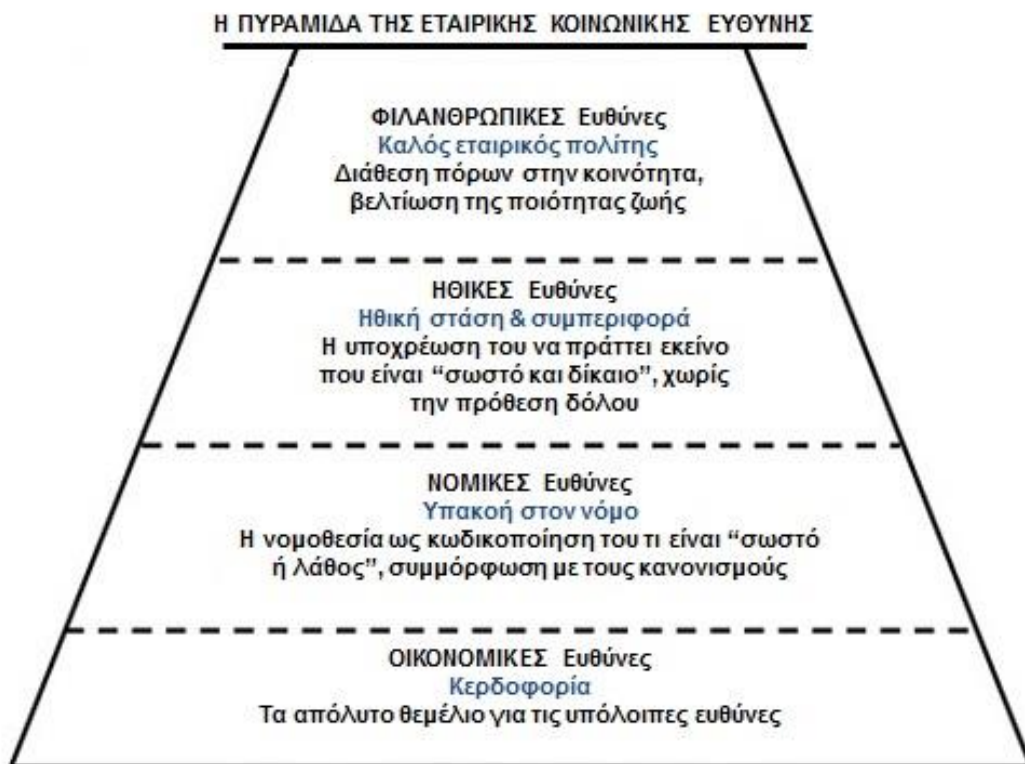 Η ΠΥΡΑΜΙΔΑ ΤΗΣ ΕΤΑΙΡΙΚΗΣ ΚΟΙΝΩΝΙΚΗΣ ΕΥΘΥΝΗΣ
ΦΙΛΑΝΘΡΩΠΙΚΕΣ Ευθύνες
Καλός εταιρικός πολίτης
Διάθεση πόρων στην κοινότητα,
βελτίωση της ποιότητας ζωής
ΗΘΙΚΕΣ Ευθύνες
Ηθική στάση & συμπεριφορά
Η υποχρέωση του να πράττει εκείνο
που είναι “σωστό και δίκαιο”, χωρίς
την πρόθεση δόλου
ΝΟΜΙΚΕΣ Ευθύνες
Υπακοή στον νόμο
Η νομοθεσία ως κωδικοποίηση του τι είναι “σωστό
ή λάθος”, συμμόρφωση με τους κανονισμούς
ΟΙΚΟΝΟΜΙΚΕΣ Ευθύνες
Κερδοφορία
Τα απόλυτο θεμέλιο για τις υπόλοιπες ευθύνες